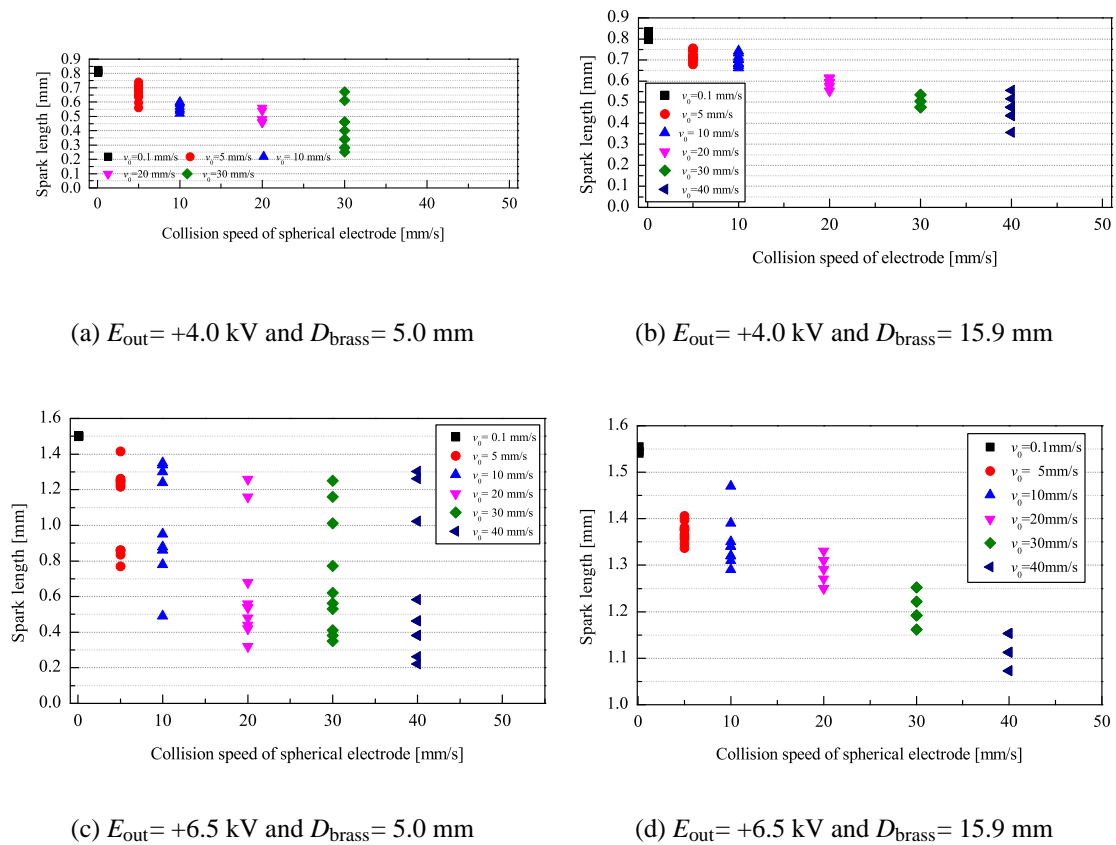 0.9
0.8
0.7
0.6
0.5
0.4
0.3
0.2
0.1
0.0
Spark length [mm]
v0=0.1 mm/s v0=5 mm/s v0= 10 mm/s
v0=20 mm/s v0=30 mm/s
0 10 20 30 40 50
Collision speed of spherical electrode [mm/s]
(a) Eout= +4.0 kV and Dbrass= 5.0 mm
0.9
0.8
0.7
0.6
0.5
0.4
0.3
0.2
0.1
0.0
Spark length [mm]
v0=0.1 mm/s
v0=5 mm/s
v0= 10 mm/s
v0=20 mm/s
v0=30 mm/s
v0=40 mm/s
0 10 20 30 40 50
Collision speed of electrode [mm/s]
(b) Eout= +4.0 kV and Dbrass= 15.9 mm
1.6
1.4
1.2
1.0
0.8
0.6
0.4
0.2
0.0
Spark length [mm]
v0= 0.1 mm/s
v0= 5 mm/s
v0= 10 mm/s
v0= 20 mm/s
v0= 30 mm/s
v0= 40 mm/s
0 10 20 30 40 50
Collision speed of spherical electrode [mm/s]
(c) Eout= +6.5 kV and Dbrass= 5.0 mm
1.6
1.5
1.4
1.3
1.2
1.1
1.0
Spark length [mm]
v0=0.1mm/s
v0= 5mm/s
v0=10mm/s
v0=20mm/s
v0=30mm/s
v0=40mm/s
0 10 20 30 40 50
Collision speed of spherical electrode [mm/s]
(d) Eout= +6.5 kV and Dbrass= 15.9 mm